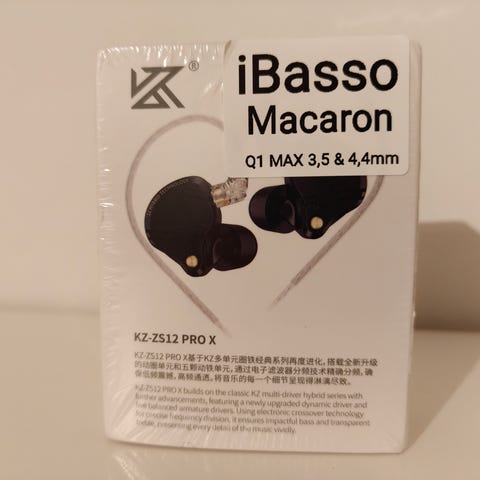 KZ®
iBasso
Macaron
Q1 MAX 3,5 & 4,4mm
KZ-ZS12 PRO X
KZ-ZS12 PRO X基于KZ多单元圈铁经典系列再度进化，搭载全新升级
的动圈单元和五颗动铁单元，通过电子滤波器分频技术精确分频，确
保低频震撼，高频通透，将音乐的每一个细节呈现得淋漓尽致。
KZ-ZS12 PRO X builds on the classic KZ multi-driver hybrid series with
further advancements, featuring a newly upgraded dynamic driver and
five balanced armature drivers. Using electronic crossover technology
for precise frequency division, it ensures impactful bass and transparent
treble, presenting every detail of the music vividly.